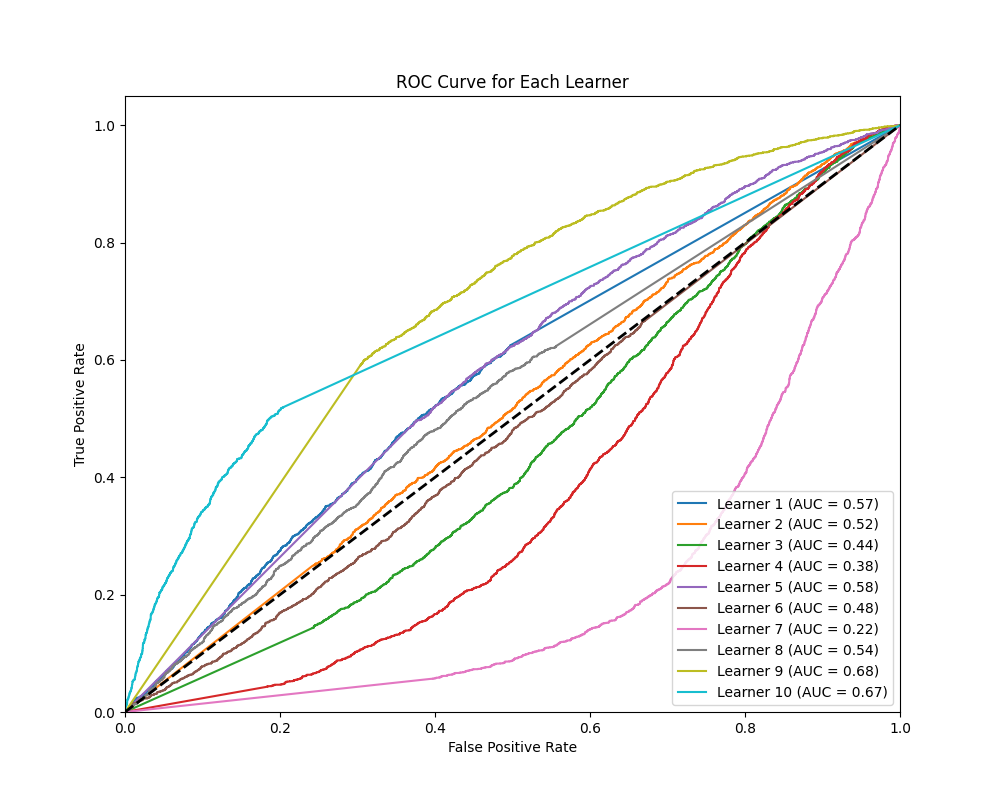 ROC Curve for Each Learner
True Positive Rate
1.0
0.8
0.6
0.4
0.2
0.0
Learner 1 (AUC = 0.57)
Learner 2 (AUC = 0.52)
Learner 3 (AUC = 0.44)
Learner 4 (AUC = 0.38)
Learner 5 (AUC = 0.58)
Learner 6 (AUC = 0.48)
Learner 7 (AUC = 0.22)
Learner 8 (AUC = 0.54)
Learner 9 (AUC = 0.68)
Learner 10 (AUC = 0.67)
0.0 0.2 0.4 0.6 0.8 1.0
False Positive Rate